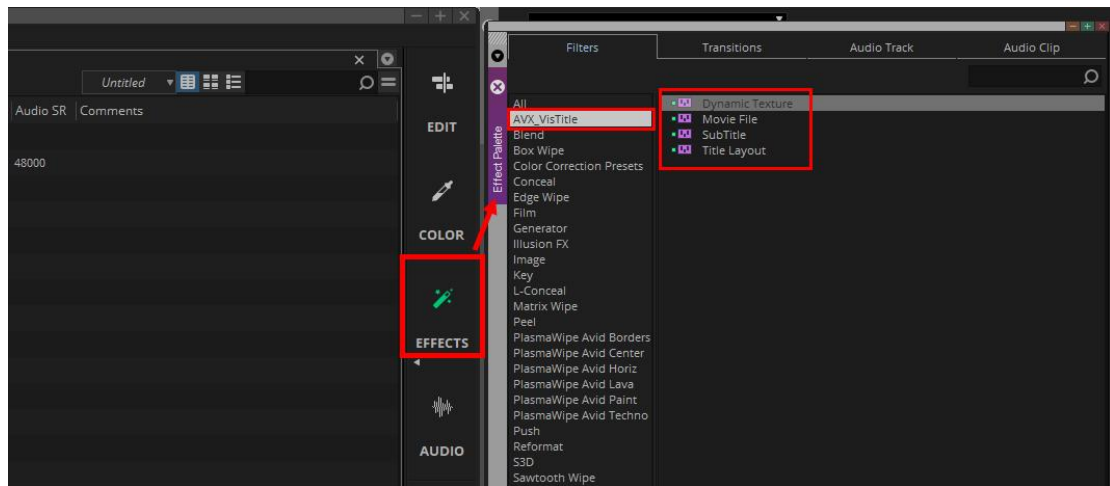 Untitled
Audio SR Comments
48000
EDIT
COLOR
EFFECTS
AUDIO
Effect Palette
Filters Transitions Audio Track Audio Clip
All
AVX_VisTitle
Blend
Box Wipe
Color Correction Presets
Conceal
Edge Wipe
Film
Generator
Illusion FX
Image
Key
L-Conceal
Matrix Wipe
Peel
PlasmaWipe Avid Borders
PlasmaWipe Avid Center
PlasmaWipe Avid Horiz
PlasmaWipe Avid Lava
PlasmaWipe Avid Paint
PlasmaWipe Avid Techno
Push
Reformat
S3D
Sawtooth Wipe
Dynamic Texture
Movie File
SubTitle
Title Layout